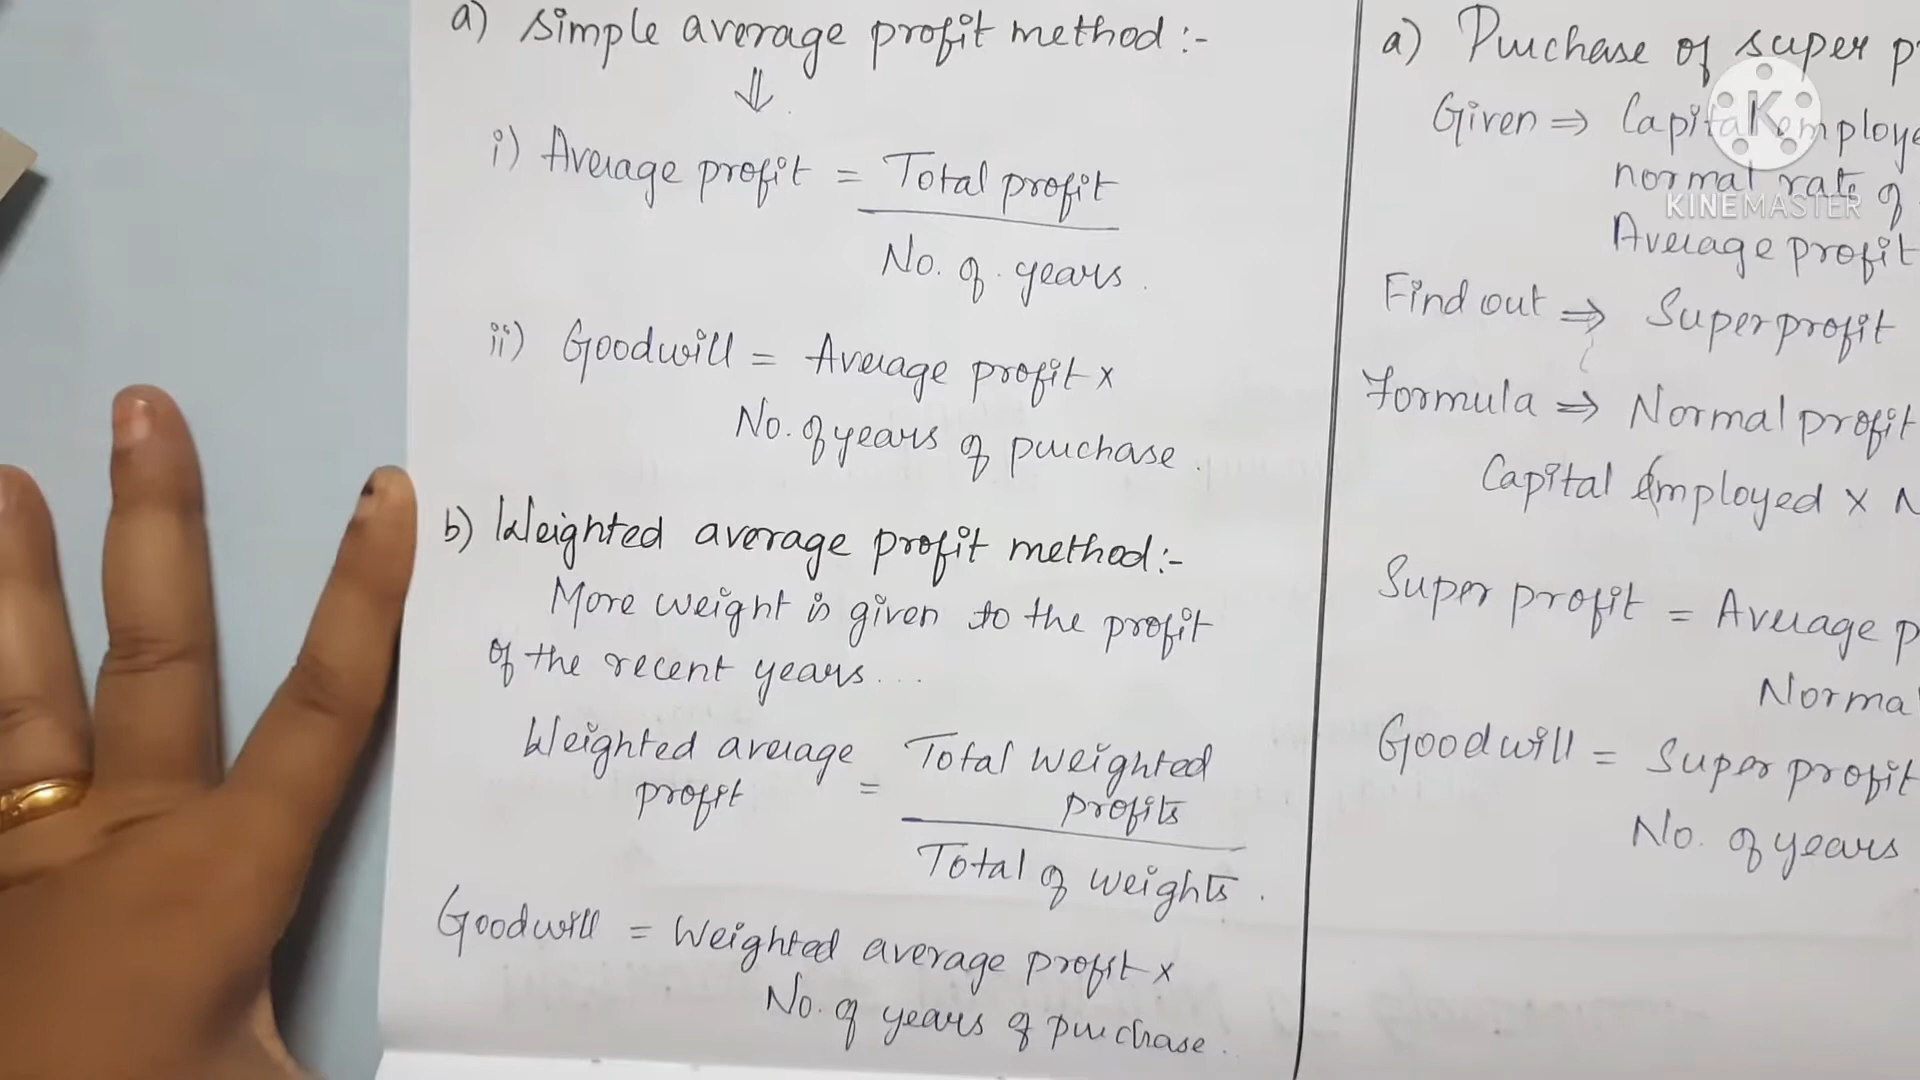 a) Simple average profit method :-
⇓
i) Average profit = Total profit
No. of years.
ii) Goodwill = Average profit ×
No. of years of purchase.
b) Weighted average profit method:-
More weight is given to the profit
of the recent years...
Weighted average profit = Total weighted profits
Total of weights.
Goodwill = Weighted average profit ×
No. of years of purchase.
a) Purchase of super
Given ⇒ Capital
normal rate of
Average profit
Find out ⇒ Super profit
Formula ⇒ Normal profit
Capital Employed ×
Super profit = Average
Goodwill = Super profit
No. of years
K
KINEMASTER